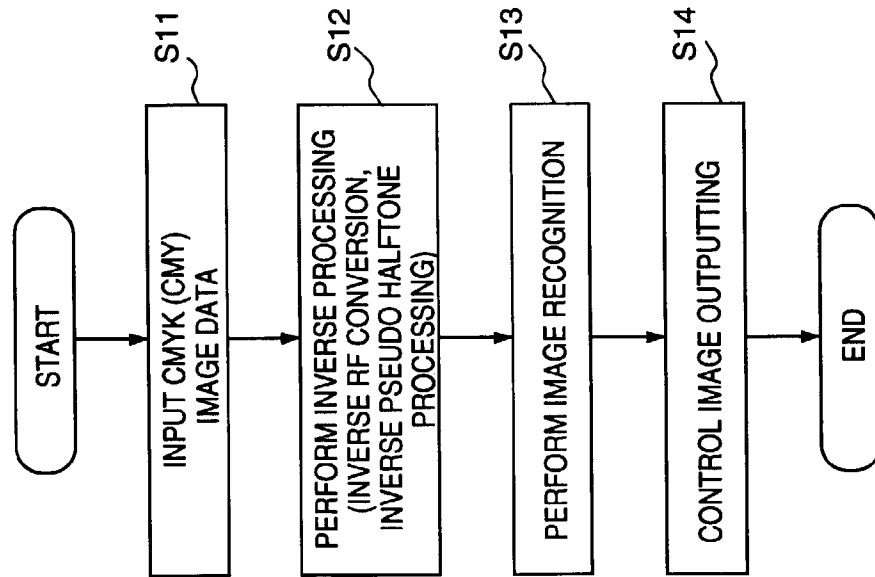 START
S11
INPUT CMYK (CMY)
IMAGE DATA
S12
PERFORM INVERSE PROCESSING
(INVERSE RF CONVERSION,
INVERSE PSEUDO HALFTONE
PROCESSING)
S13
PERFORM IMAGE RECOGNITION
S14
CONTROL IMAGE OUTPUTTING
END